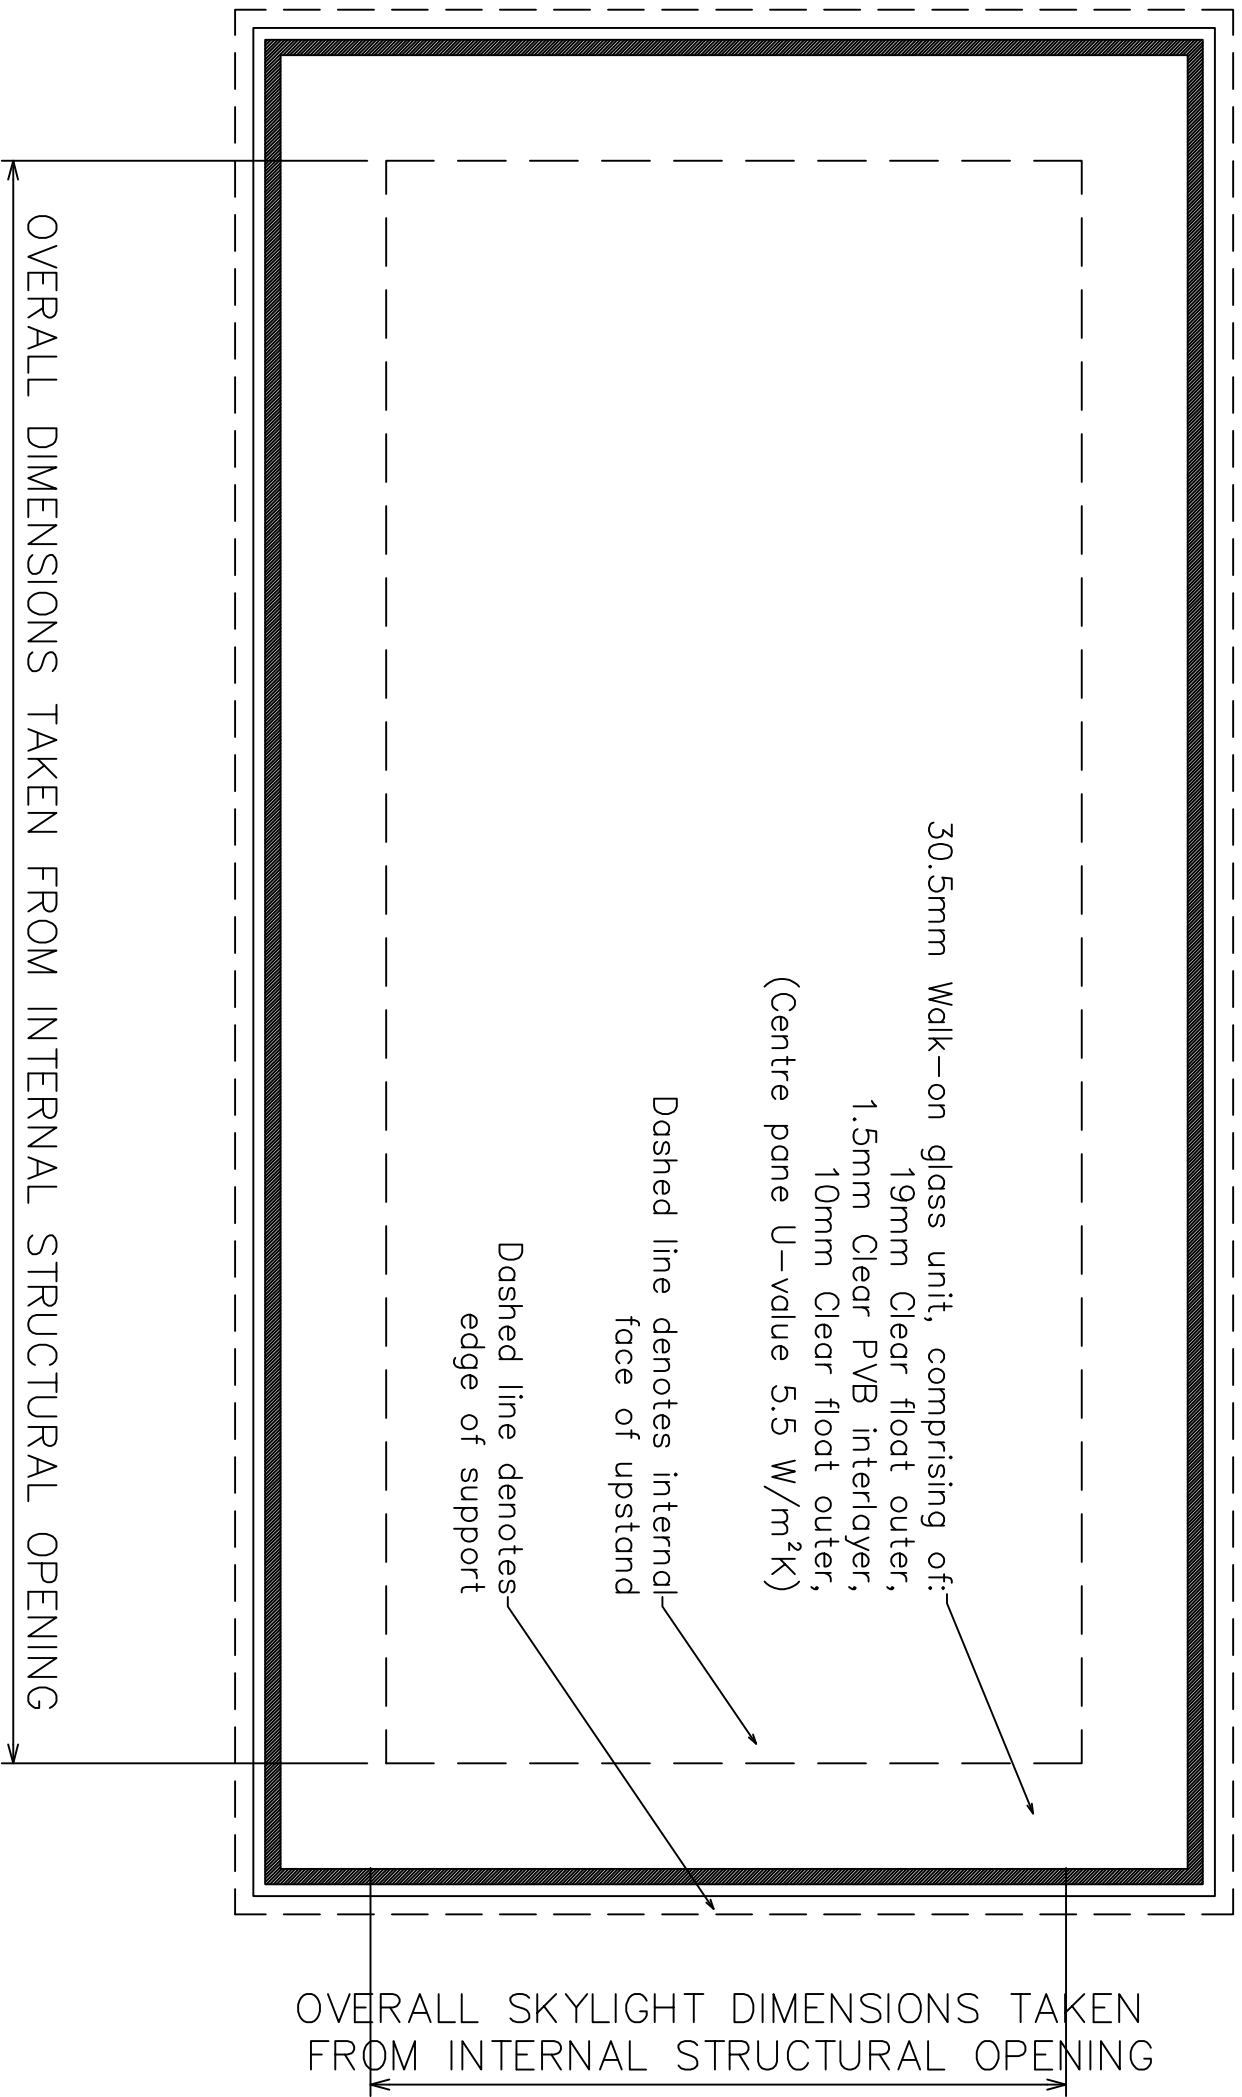 30.5mm Walk-on glass unit, comprising of:
19mm Clear float outer,
1.5mm Clear PVB interlayer,
10mm Clear float outer,
(Centre pane U-value 5.5 W/m²K)
Dashed line denotes internal
face of upstand
Dashed line denotes
edge of support
OVERALL DIMENSIONS TAKEN FROM INTERNAL STRUCTURAL OPENING
OVERALL SKYLIGHT DIMENSIONS TAKEN
FROM INTERNAL STRUCTURAL OPENING